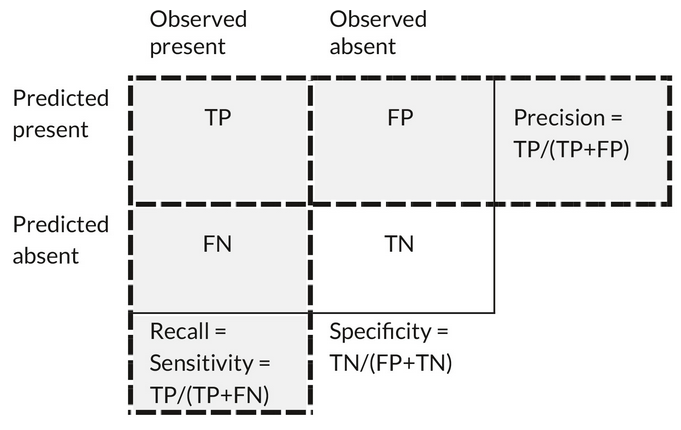 Observed
present
Observed
absent
Predicted
present
TP
FP
Precision =
TP/(TP+FP)
Predicted
absent
FN
TN
Recall =
Sensitivity =
TP/(TP+FN)
Specificity =
TN/(FP+TN)